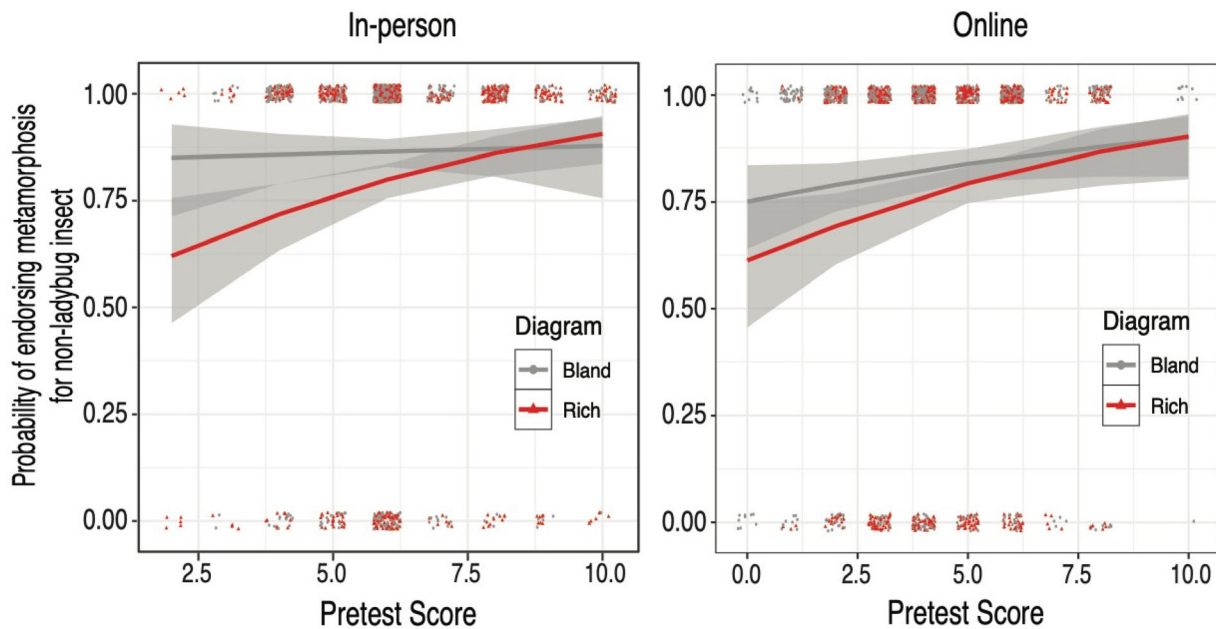 In-person
Online
Probability of endorsing metamorphosis
for non-ladybug insect
1.00
0.75
0.50
0.25
0.00
2.5
5.0
7.5
10.0
Pretest Score
Diagram
Bland
Rich
1.00
0.75
0.50
0.25
0.00
0.0
2.5
5.0
7.5
10.0
Pretest Score
Diagram
Bland
Rich